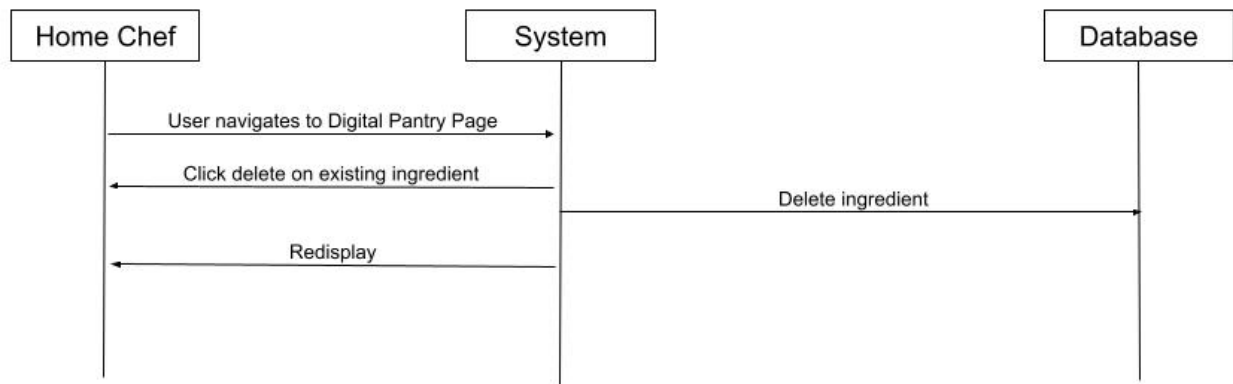 Home Chef
System
Database
User navigates to Digital Pantry Page
Click delete on existing ingredient
Delete ingredient
Redisplay